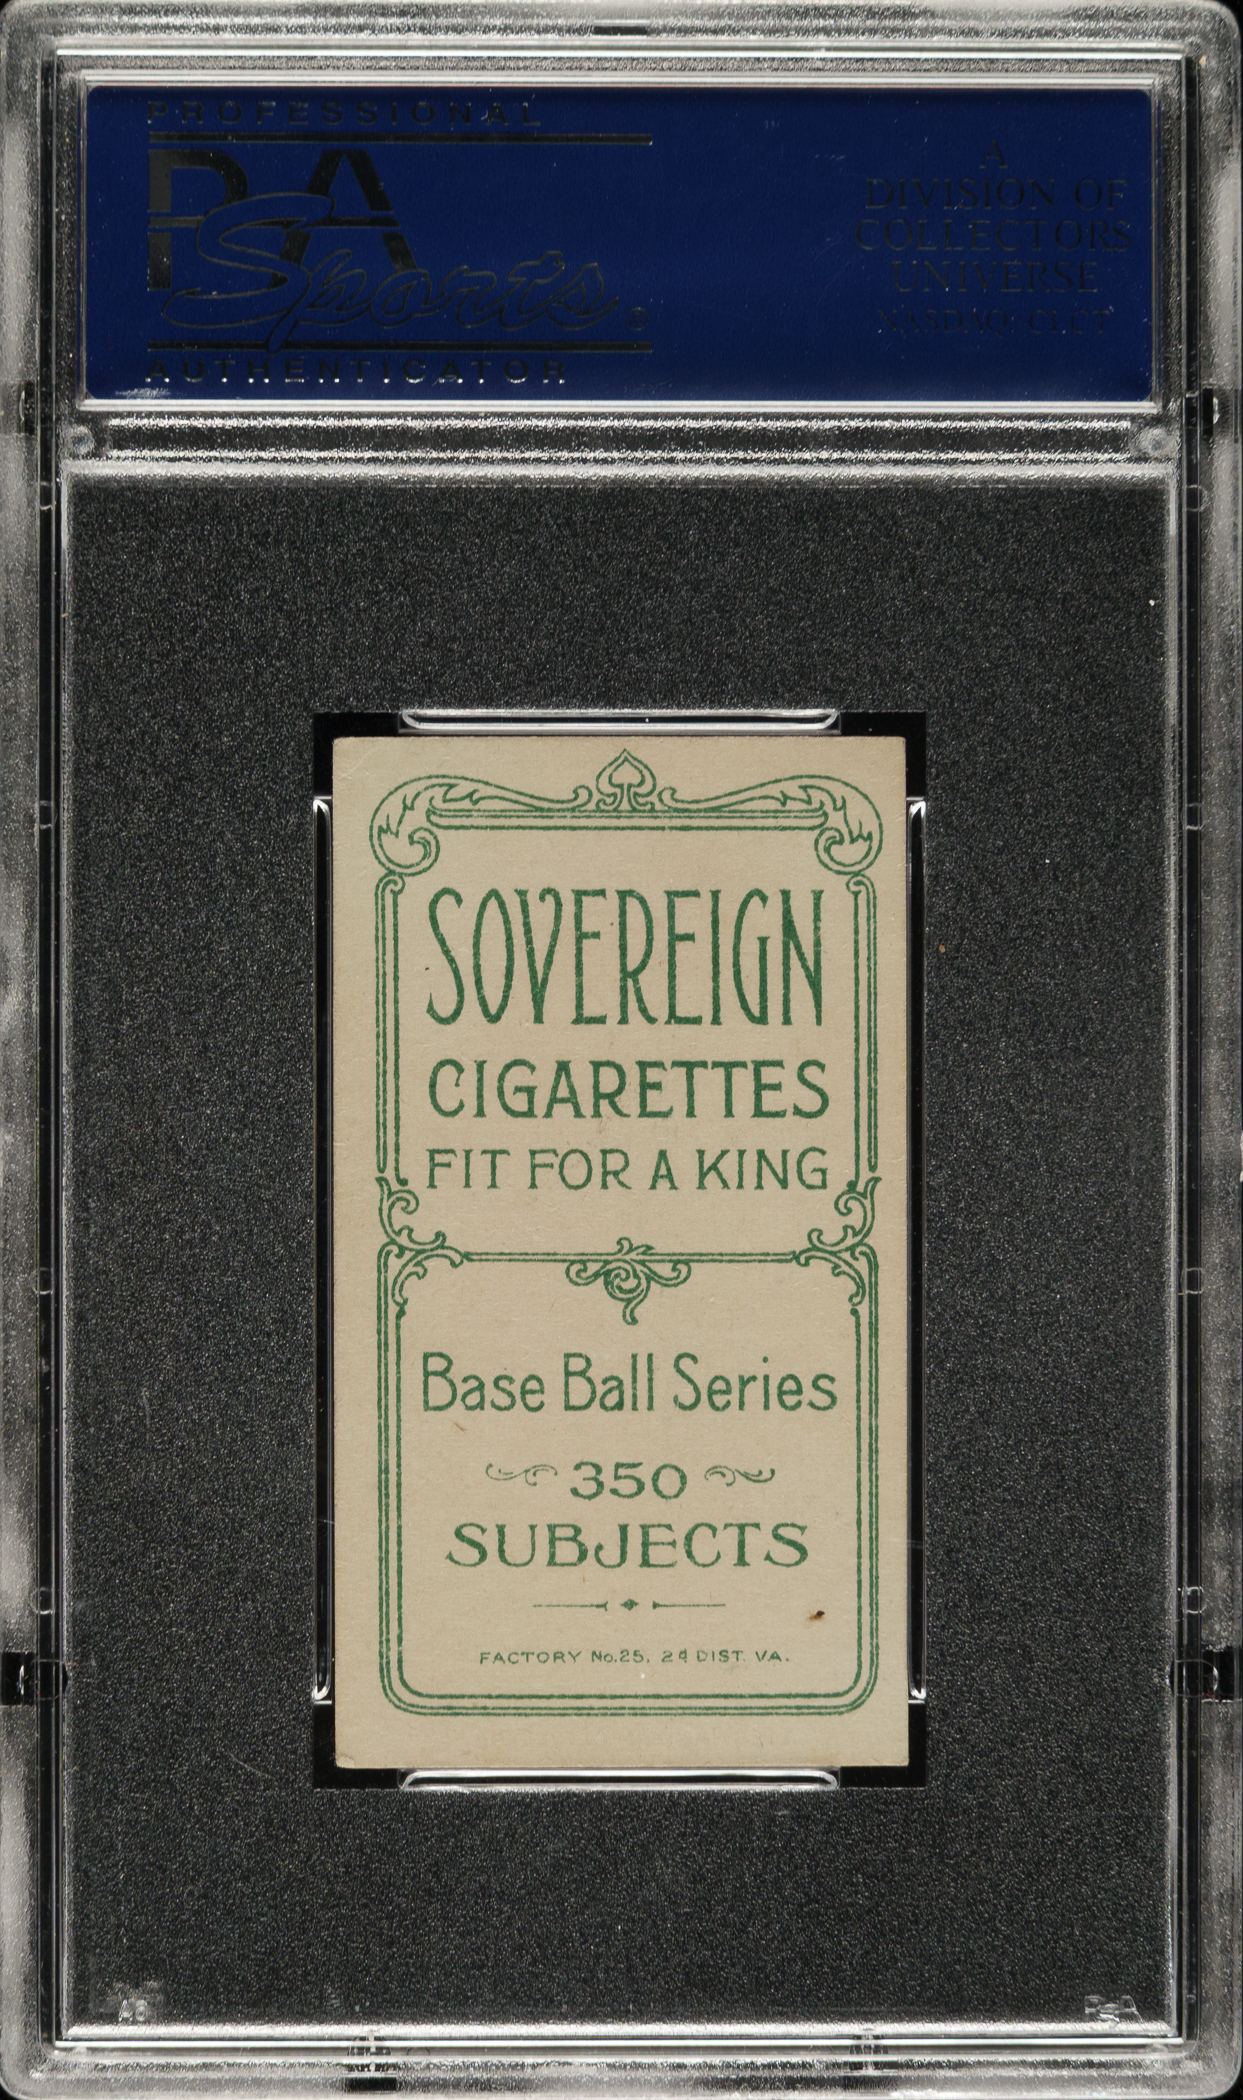 PROFESSIONAL
PSA
Sports®
AUTHENTICATOR
A
DIVISION OF
COLLECTORS
UNIVERSE
NASDAQ: CLCT
SOVEREIGN
CIGARETTES
FIT FOR A KING
Base Ball Series
350
SUBJECTS
FACTORY No. 25, 2d DIST. VA.
PSA